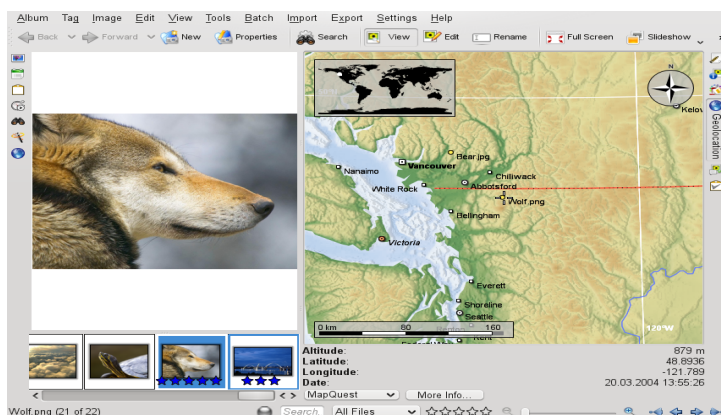 Album Tag Image Edit View Tools Batch Import Export Settings Help
Back Forward New Properties Search View Edit Rename Full Screen Slideshow
N
Kelov
Geolocation
Bear.jpg
Vancouver
Nanaimo
Chilliwack
White Rock
Abbotsford
Wolf.png
Bellingham
Victoria
Everett
Shoreline
Seattle
0 km 80 160
120°W
Kent
Altitude: 879 m
Latitude: 48.8936
Longitude: -121.789
Date: 20.03.2004 13:55:26
MapQuest More Info...
Wolf.png (21 of 22) Search All Files